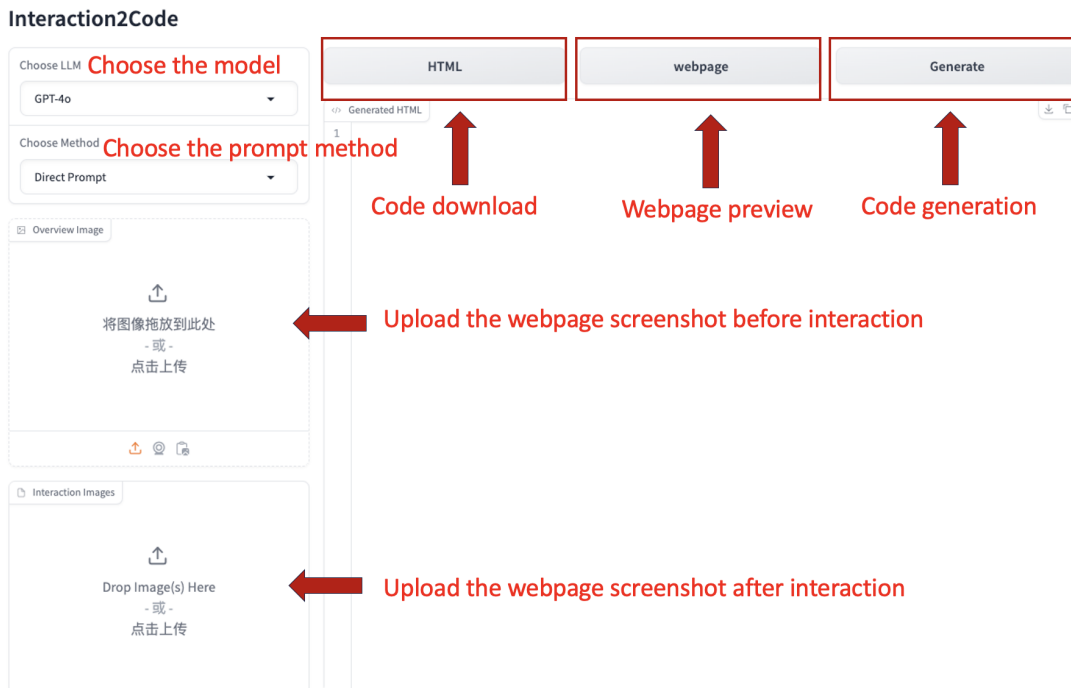 Interaction2Code
Choose LLM Choose the model
GPT-4o
Choose Method Choose the prompt method
Direct Prompt
HTML
webpage
Generate
Generated HTML
1
Code download
Webpage preview
Code generation
Overview Image
将图像拖放到此处
- 或 -
点击上传
Upload the webpage screenshot before interaction
Interaction Images
Drop Image(s) Here
- 或 -
点击上传
Upload the webpage screenshot after interaction